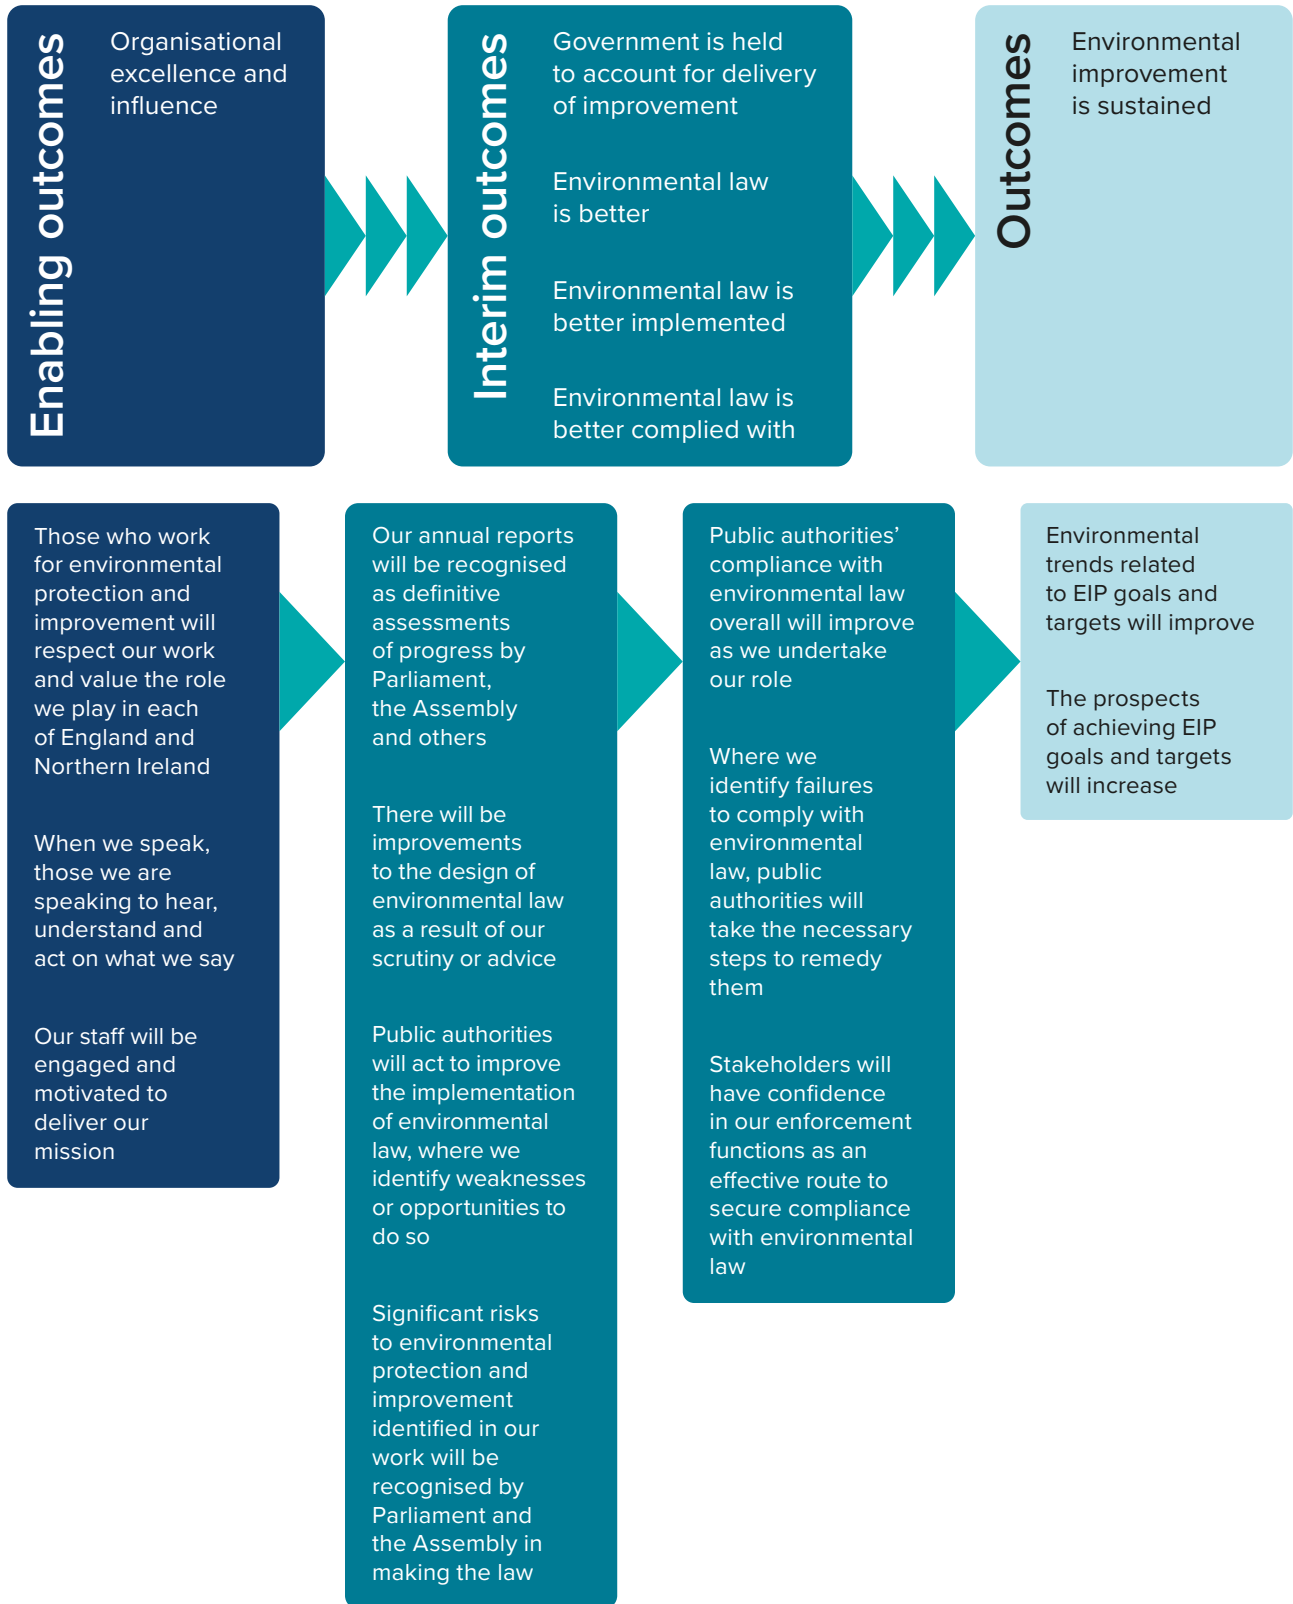 Enabling outcomes
Organisational
excellence and
influence
Interim outcomes
Government is held
to account for delivery
of improvement
Environmental law
is better
Environmental law is
better implemented
Environmental law is
better complied with
Outcomes
Environmental
improvement
is sustained
Those who work
for environmental
protection and
improvement will
respect our work
and value the role
we play in each
of England and
Northern Ireland
When we speak,
those we are
speaking to hear,
understand and
act on what we say
Our staff will be
engaged and
motivated to
deliver our
mission
Our annual reports
will be recognised
as definitive
assessments
of progress by
Parliament,
the Assembly
and others
There will be
improvements
to the design of
environmental law
as a result of our
scrutiny or advice
Public authorities
will act to improve
the implementation
of environmental
law, where we
identify weaknesses
or opportunities to
do so
Significant risks
to environmental
protection and
improvement
identified in our
work will be
recognised by
Parliament and
the Assembly in
making the law
Public authorities’
compliance with
environmental law
overall will improve
as we undertake
our role
Where we
identify failures
to comply with
environmental
law, public
authorities will
take the necessary
steps to remedy
them
Stakeholders will
have confidence
in our enforcement
functions as an
effective route to
secure compliance
with environmental
law
Environmental
trends related
to EIP goals and
targets will improve
The prospects
of achieving EIP
goals and targets
will increase